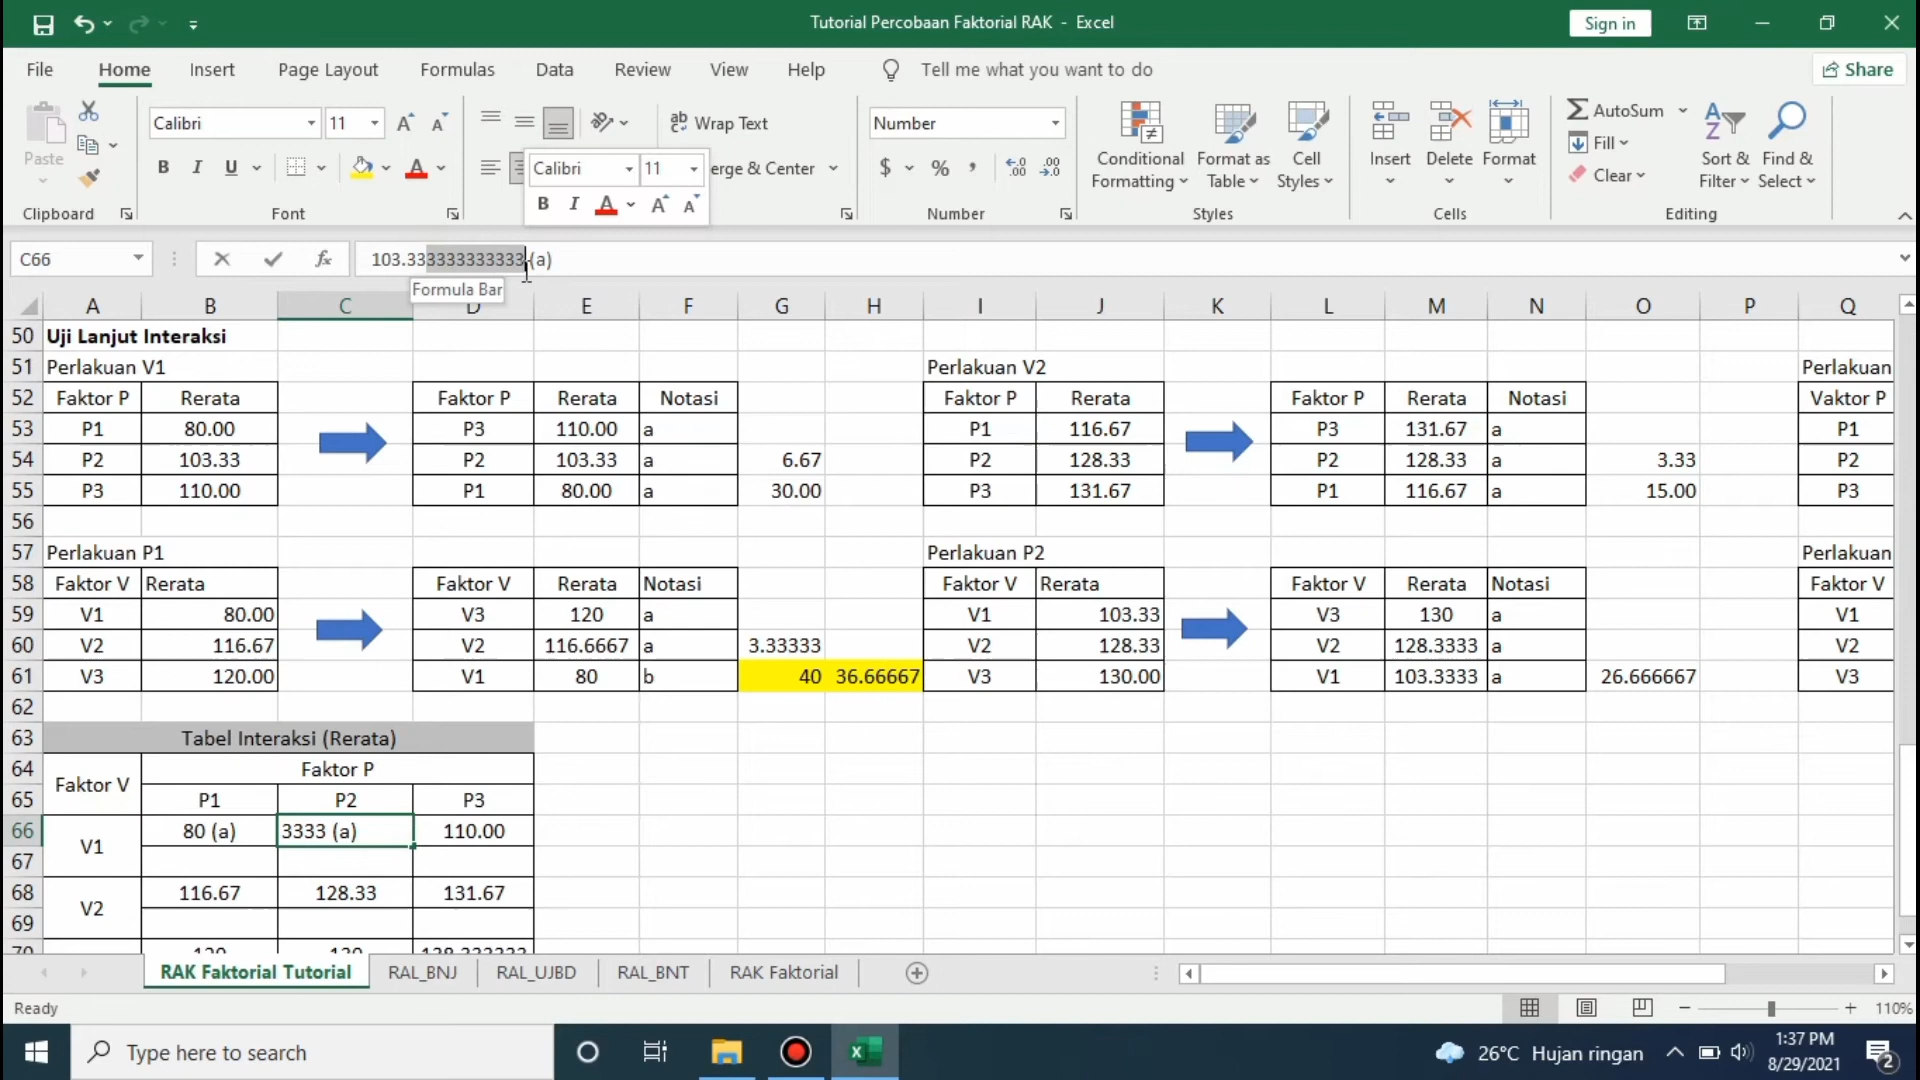 Tutorial Percobaan Faktorial RAK - Excel
Sign in
File Home Insert Page Layout Formulas Data Review View Help Tell me what you want to do Share
Paste
Clipboard
Calibri 11
B I U
Font
Wrap Text
erge & Center
Calibri 11
B I A A A
Number
$ %
Number
Conditional Formatting
Format as Table
Cell Styles
Styles
Insert Delete Format
Cells
AutoSum
Fill
Clear
Sort & Filter
Find & Select
Editing
C66 fx 103.33333333333333 (a)
Formula Bar
A B C D E F G H I J K L M N O P Q
50 Uji Lanjut Interaksi
51 Perlakuan V1 Perlakuan V2 Perlakuan
52 Faktor P Rerata Faktor P Rerata Notasi Faktor P Rerata Faktor P Rerata Notasi Vaktor P
53 P1 80.00 P3 110.00 a P1 116.67 P3 131.67 a P1
54 P2 103.33 P2 103.33 a 6.67 P2 128.33 P2 128.33 a 3.33 P2
55 P3 110.00 P1 80.00 a 30.00 P3 131.67 P1 116.67 a 15.00 P3
56
57 Perlakuan P1 Perlakuan P2 Perlakuan
58 Faktor V Rerata Faktor V Rerata Notasi Faktor V Rerata Faktor V Rerata Notasi Faktor V
59 V1 80.00 V3 120 a V1 103.33 V3 130 a V1
60 V2 116.67 V2 116.6667 a 3.33333 V2 128.33 V2 128.3333 a V2
61 V3 120.00 V1 80 b 40 36.66667 V3 130.00 V1 103.3333 a 26.666667 V3
62
63 Tabel Interaksi (Rerata)
64 Faktor V Faktor P
65 P1 P2 P3
66 V1 80 (a) 3333 (a) 110.00
67
68 V2 116.67 128.33 131.67
69
70 120 130 128.333333
RAK Faktorial Tutorial RAL_BNJ RAL_UJBD RAL_BNT RAK Faktorial
Ready 110%
Type here to search
26°C Hujan ringan
1:37 PM
8/29/2021
2